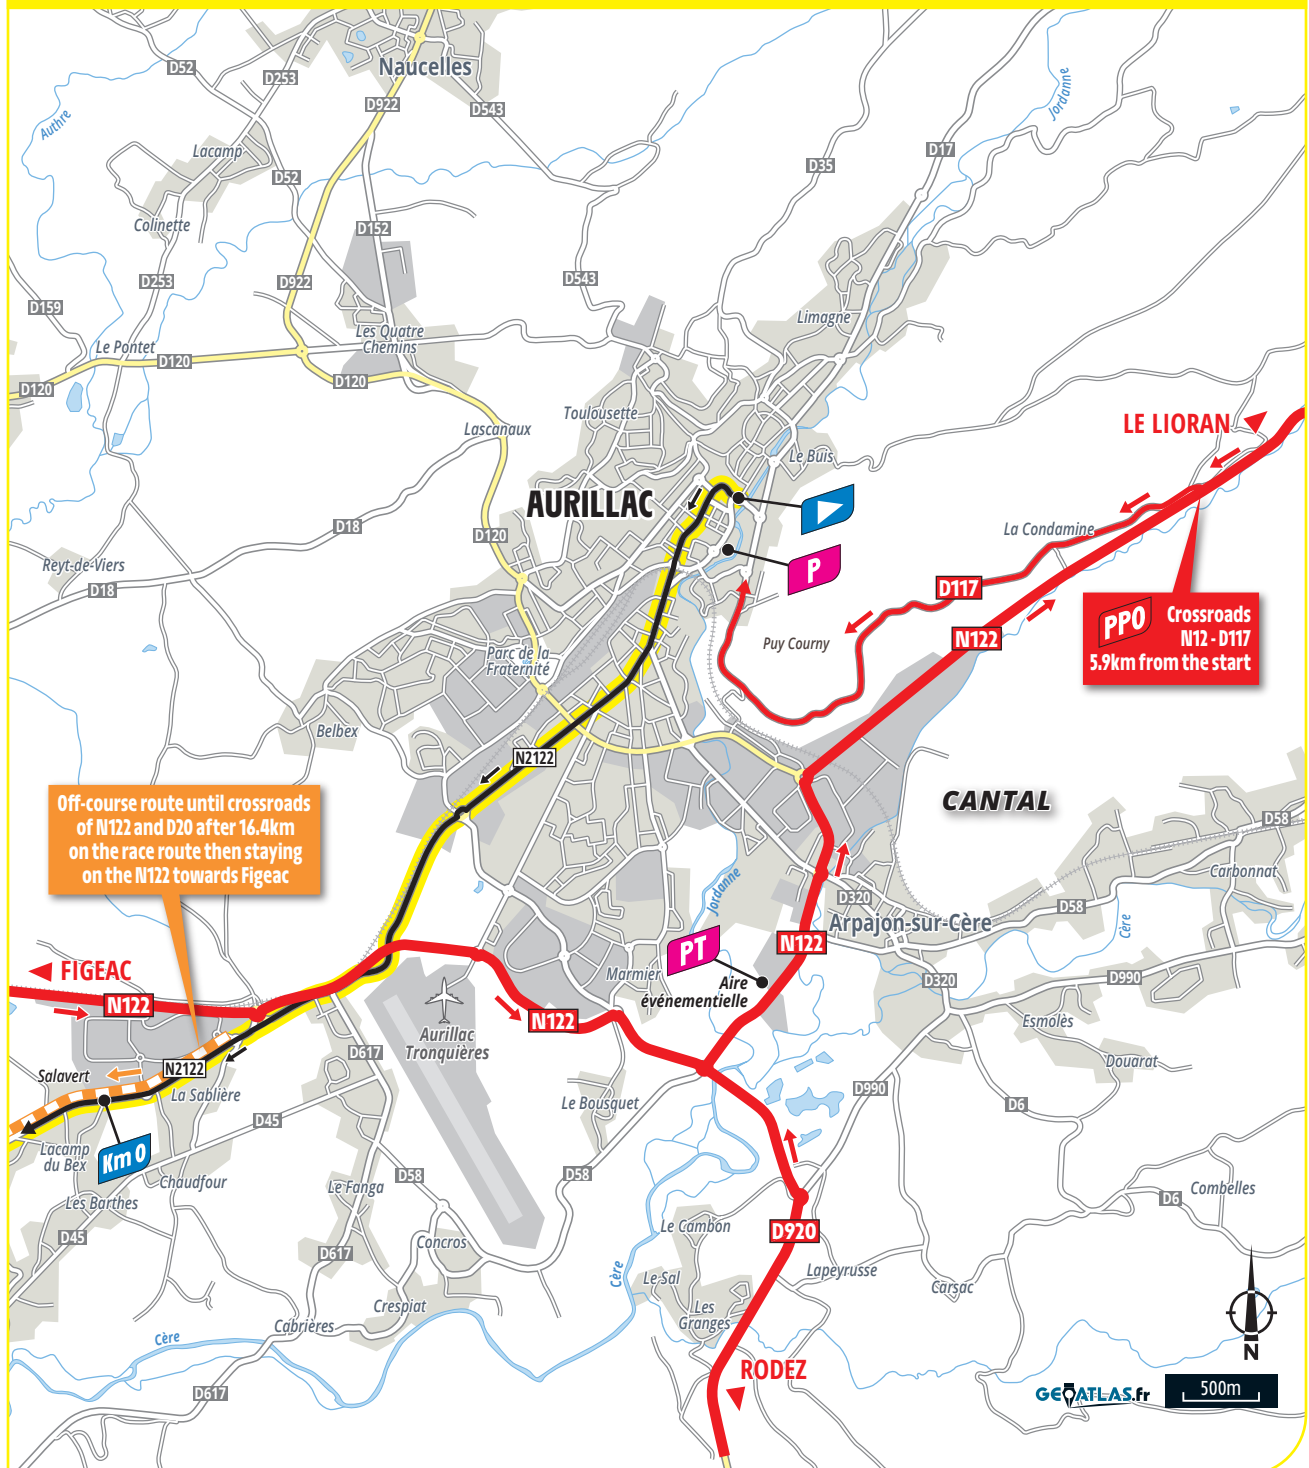 Naucelles
D52
D253
D922
D543
Authre
Jordanne
Lacamp
D52
D35
D17
Colinette
D152
D253
D922
D543
D159
Limagne
Les Quatre
Chemins
Le Pontet
D120
D120
D120
Toulousette
Lascanaux
LE LIORAN
Le Buis
AURILLAC
D18
D120
P
La Condamine
Reyt-de-Viers
D18
D117
PPO
Crossroads
N12 - D117
5.9km from the start
N122
Puy Courny
Parc de la
Fraternité
Belbex
N2122
CANTAL
Off-course route until crossroads
of N122 and D20 after 16.4km
on the race route then staying
on the N122 towards Figeac
D58
Carbonnat
Jordanne
D320
D58
Arpajon-sur-Cère
Cère
N122
PT
FIGEAC
Marmier
Aire
événementielle
D320
D990
N122
N122
Aurillac
Tronquières
Esmolès
D617
Douarat
N2122
Salavert
La Sablière
D990
Le Bousquet
D6
D45
Km 0
Lacamp
du Bex
Chaudfour
D58
D58
Le Fanga
Les Barthes
Combelles
D6
D45
Le Cambon
D920
D617
Concros
Cère
Le Sal
Lapeyrusse
Carsac
Crespiat
Les
Granges
Cabrières
Cère
N
RODEZ
D617
GEOATLAS.fr
500m